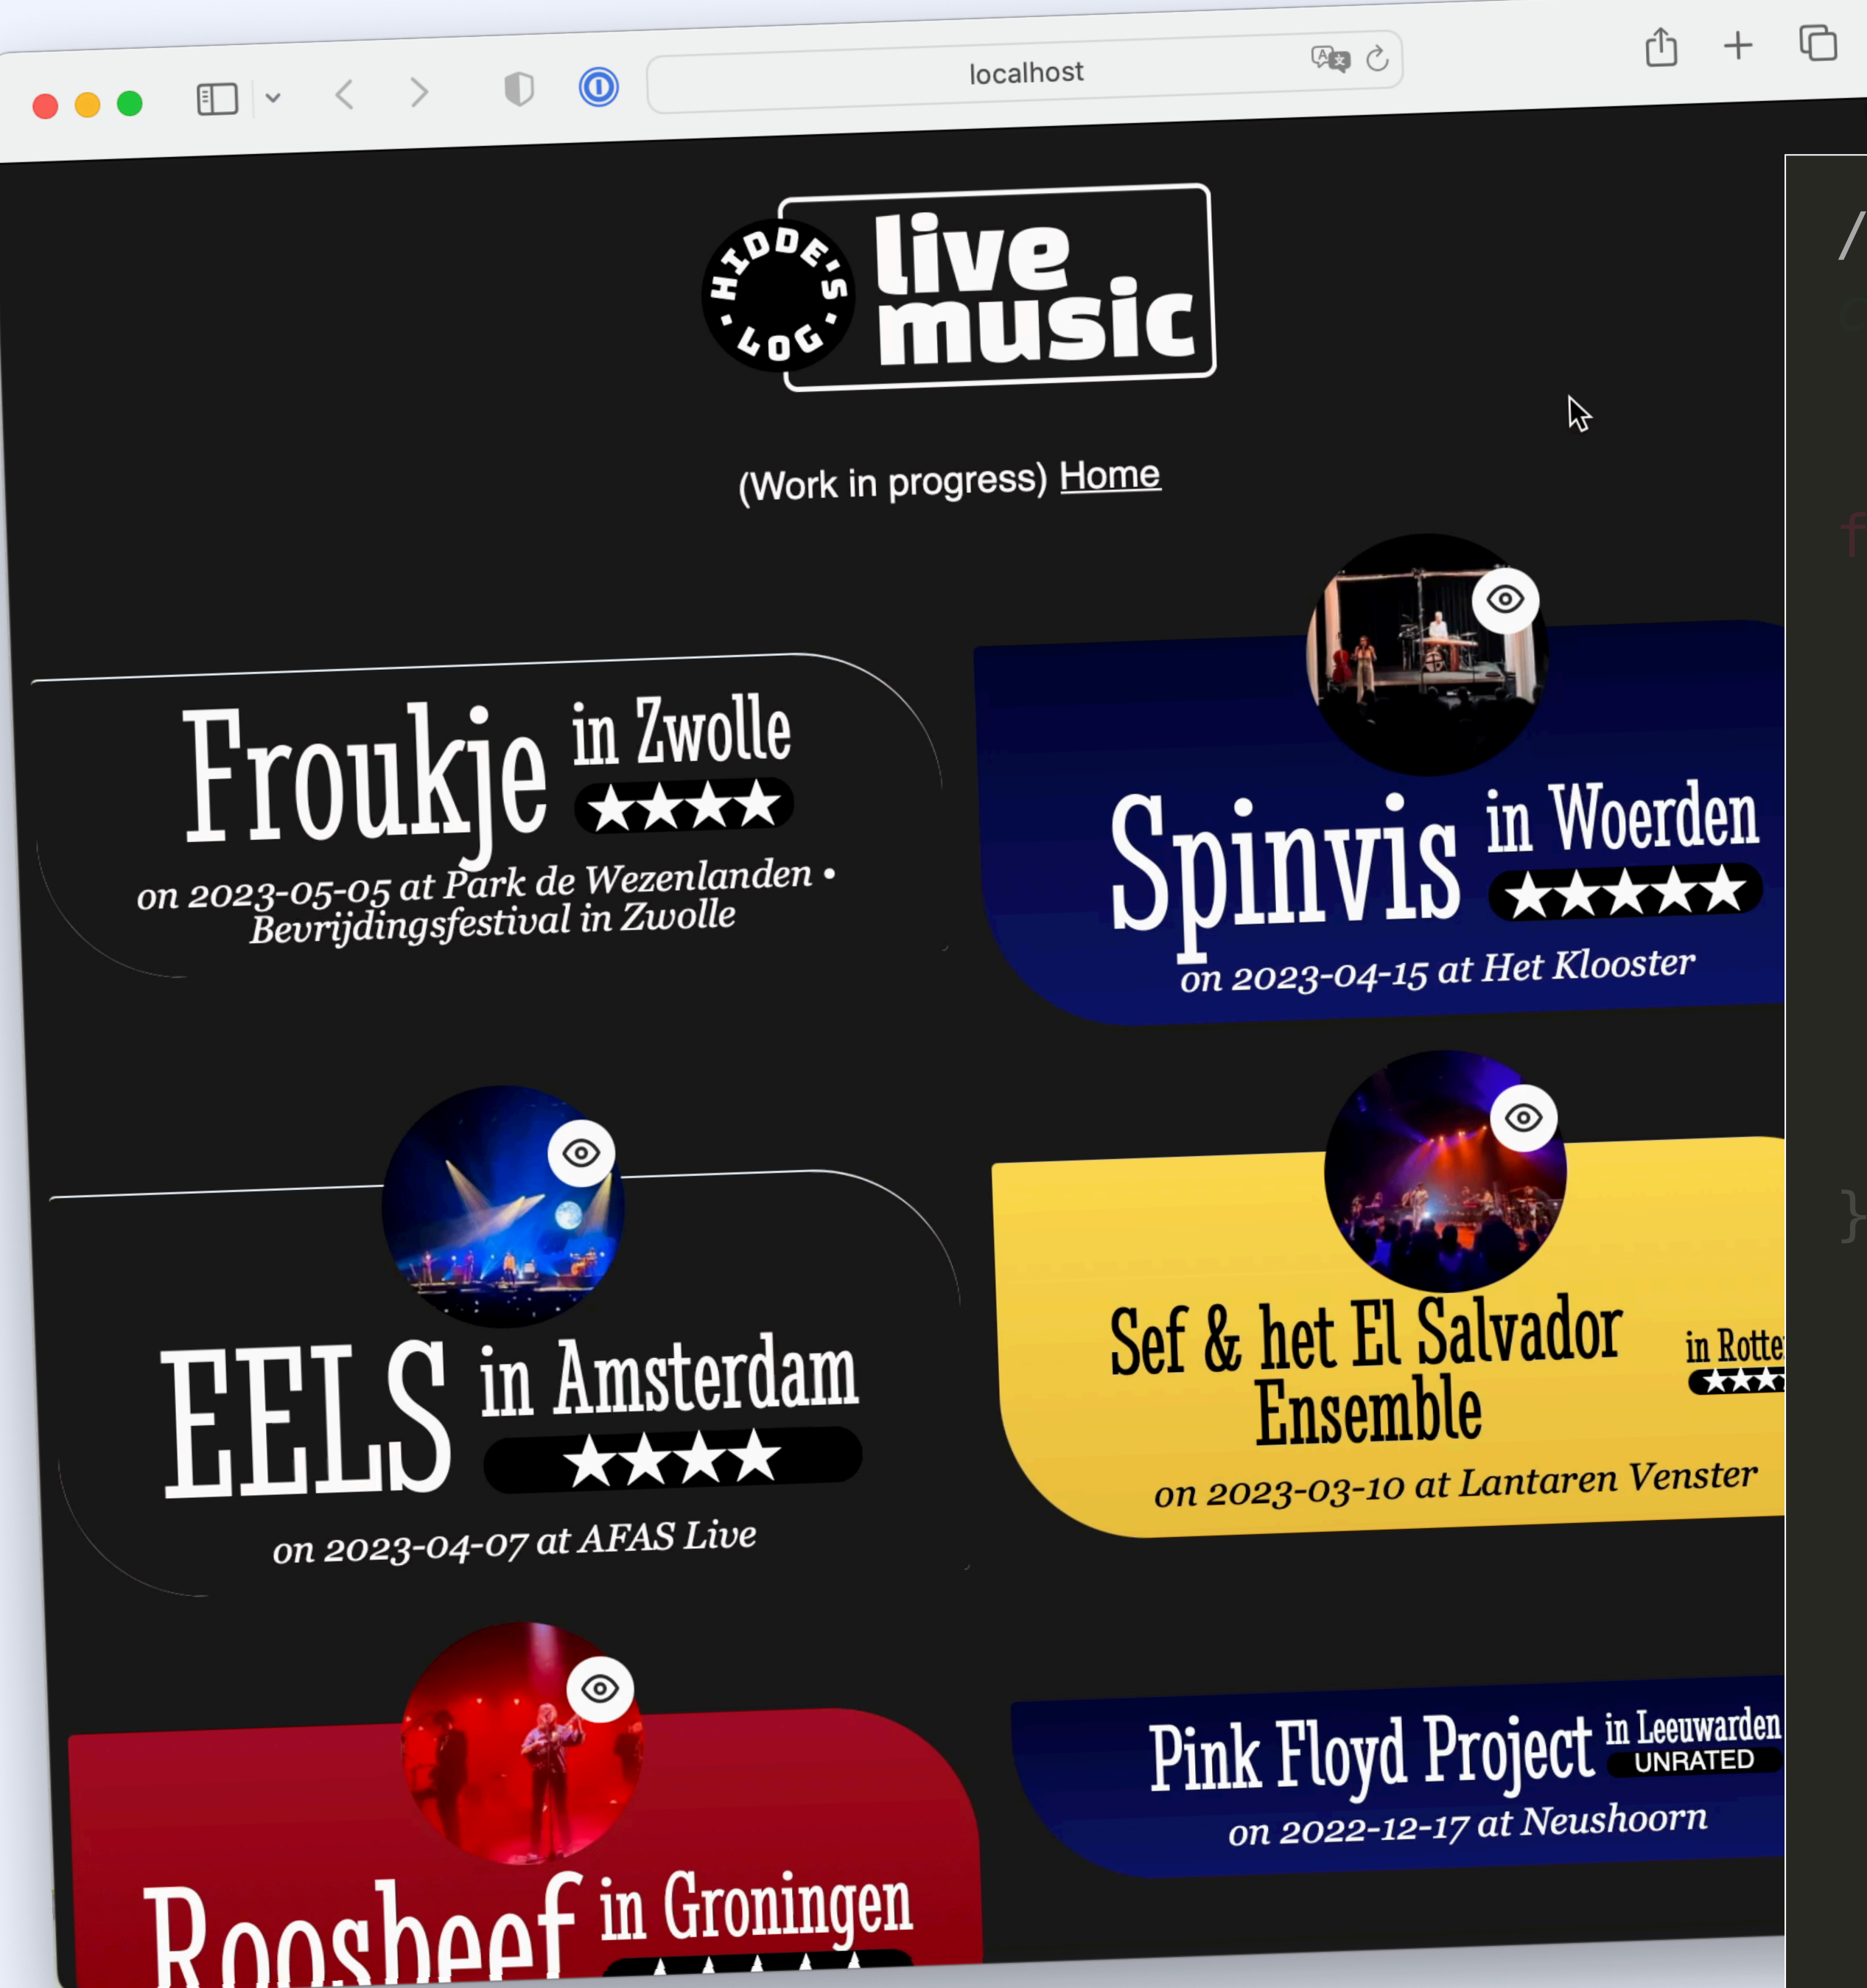 localhost
HIDDE'S
LOG
live
music
(Work in progress) Home
Froukje in Zwolle
★★★★
on 2023-05-05 at Park de Wezenlanden •
Bevrijdingsfestival in Zwolle
Spinvis in Woerden
★★★★★
on 2023-04-15 at Het Klooster
EELS in Amsterdam
★★★★
on 2023-04-07 at AFAS Live
Sef & het El Salvador
Ensemble
in Rotte
on 2023-03-10 at Lantaren Venster
Roosbeef in Groningen
Pink Floyd Project in Leeuwarden
UNRATED
on 2022-12-17 at Neushoorn
/
f
}